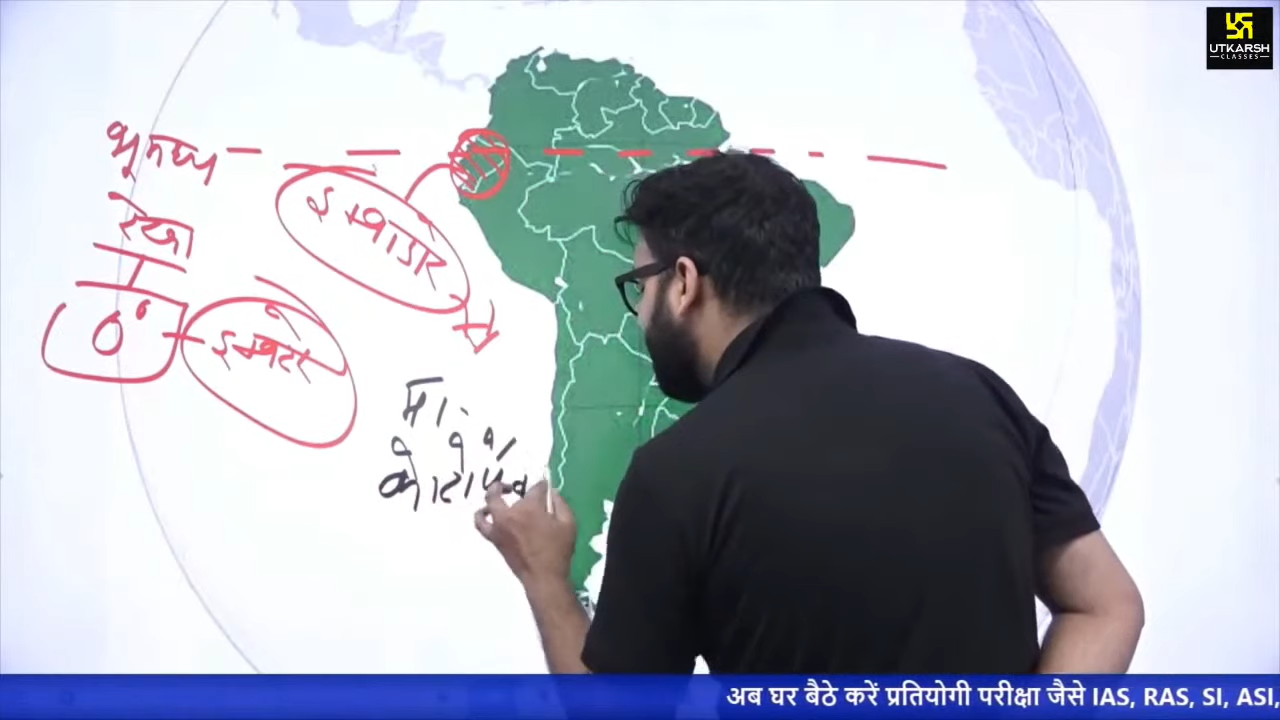 भूमध्य
रेखा
0°
इक्वेटर
इक्वाडोर
मा.
कोटोपै
UTKARSH
CLASSES
अब घर बैठे करें प्रतियोगी परीक्षा जैसे IAS, RAS, SI, ASI,